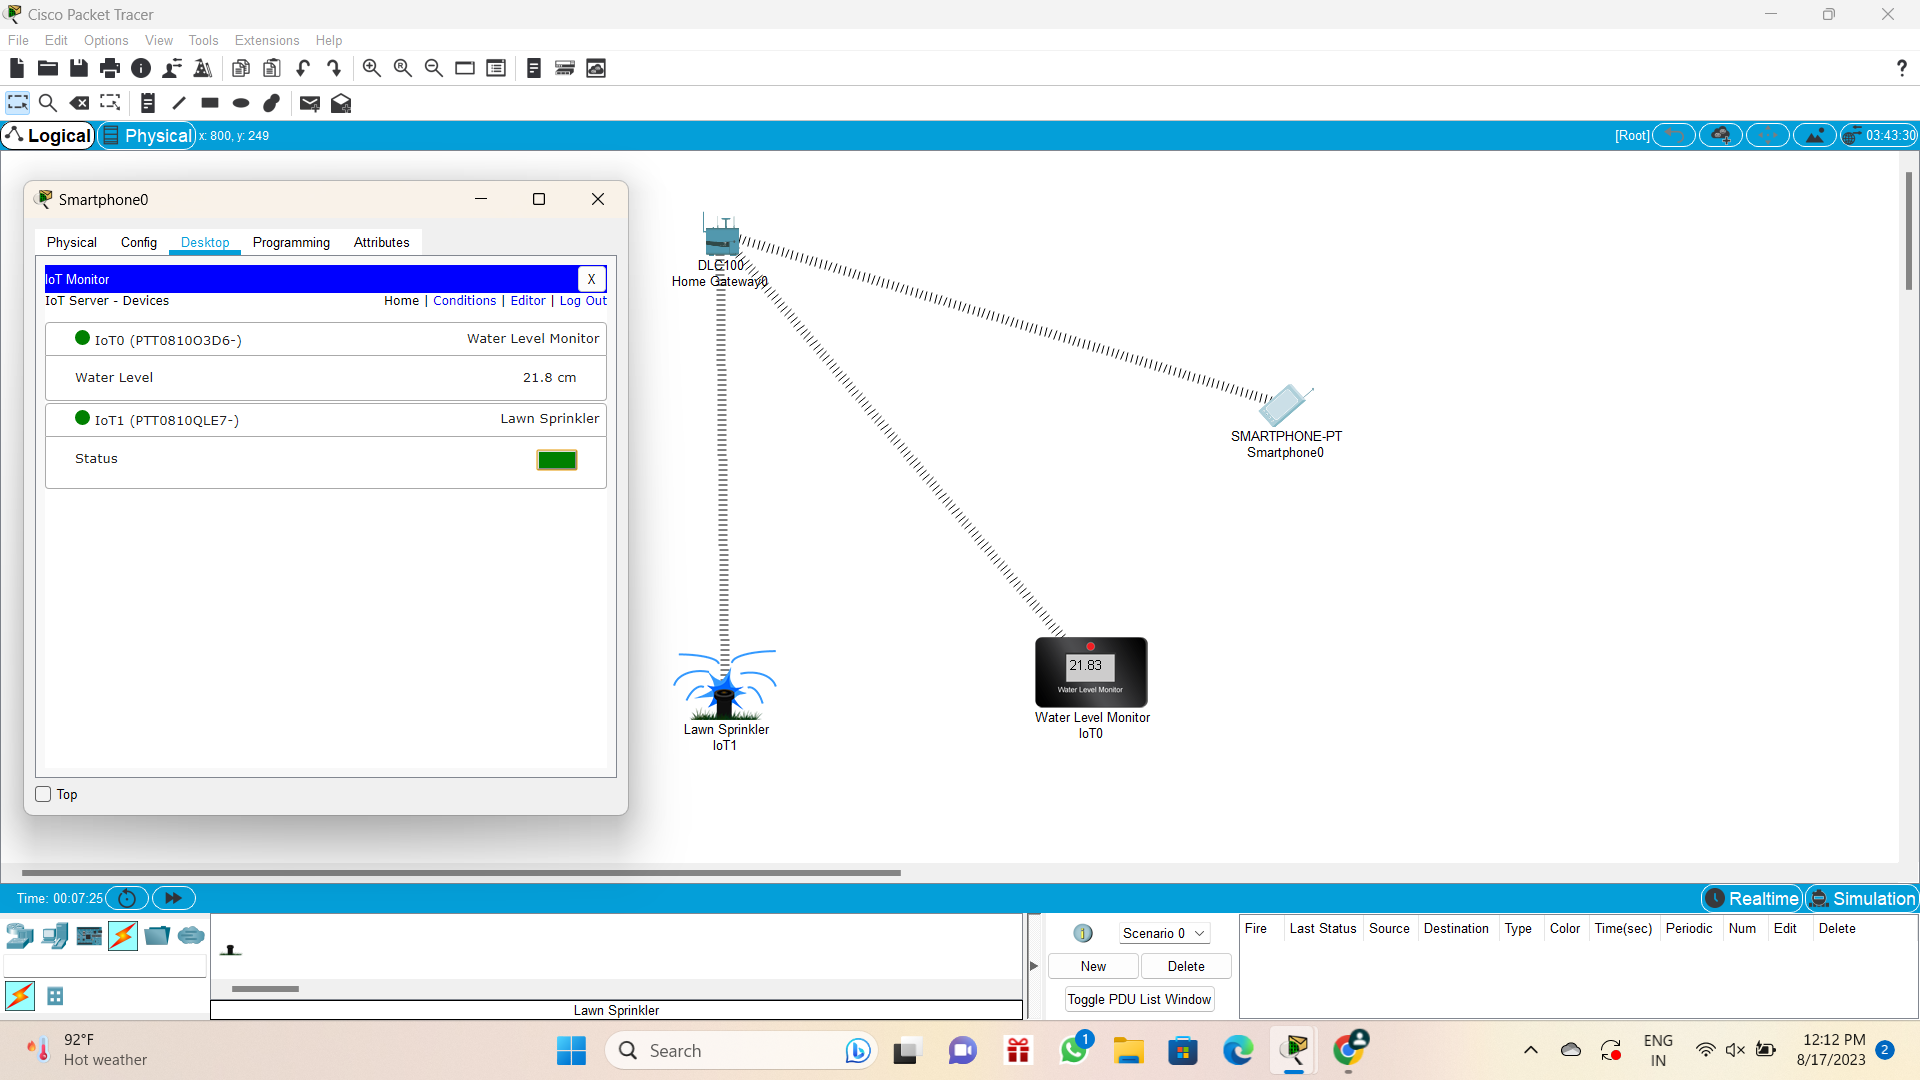 Cisco Packet Tracer
File Edit Options View Tools Extensions Help
?
Logical Physical x: 800, y: 249 [Root] 03:43:30
Smartphone0
Physical Config Desktop Programming Attributes
IoT Monitor X
IoT Server - Devices Home | Conditions | Editor | Log Out
IoT0 (PTT0810O3D6-) Water Level Monitor
Water Level 21.8 cm
IoT1 (PTT0810QLE7-) Lawn Sprinkler
Status
Top
DLC100
Home Gateway0
SMARTPHONE-PT
Smartphone0
21.83
Water Level Monitor
Water Level Monitor
IoT0
Lawn Sprinkler
IoT1
Time: 00:07:25 Realtime Simulation
Scenario 0
New Delete
Toggle PDU List Window
Fire Last Status Source Destination Type Color Time(sec) Periodic Num Edit Delete
Lawn Sprinkler
92°F
Hot weather
Search
1
ENG
IN
12:12 PM
8/17/2023
2